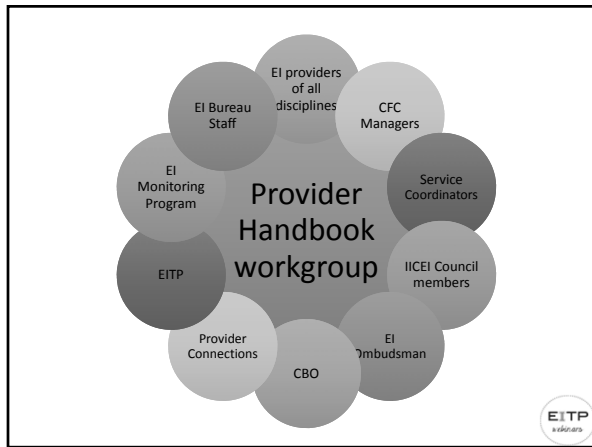 EI providers
of all
disciplines
CFC
Managers
Service
Coordinators
IICEI Council
members
EI
Ombudsman
CBO
Provider
Connections
EITP
EI
Monitoring
Program
EI Bureau
Staff
Provider
Handbook
workgroup
EITP
webinars